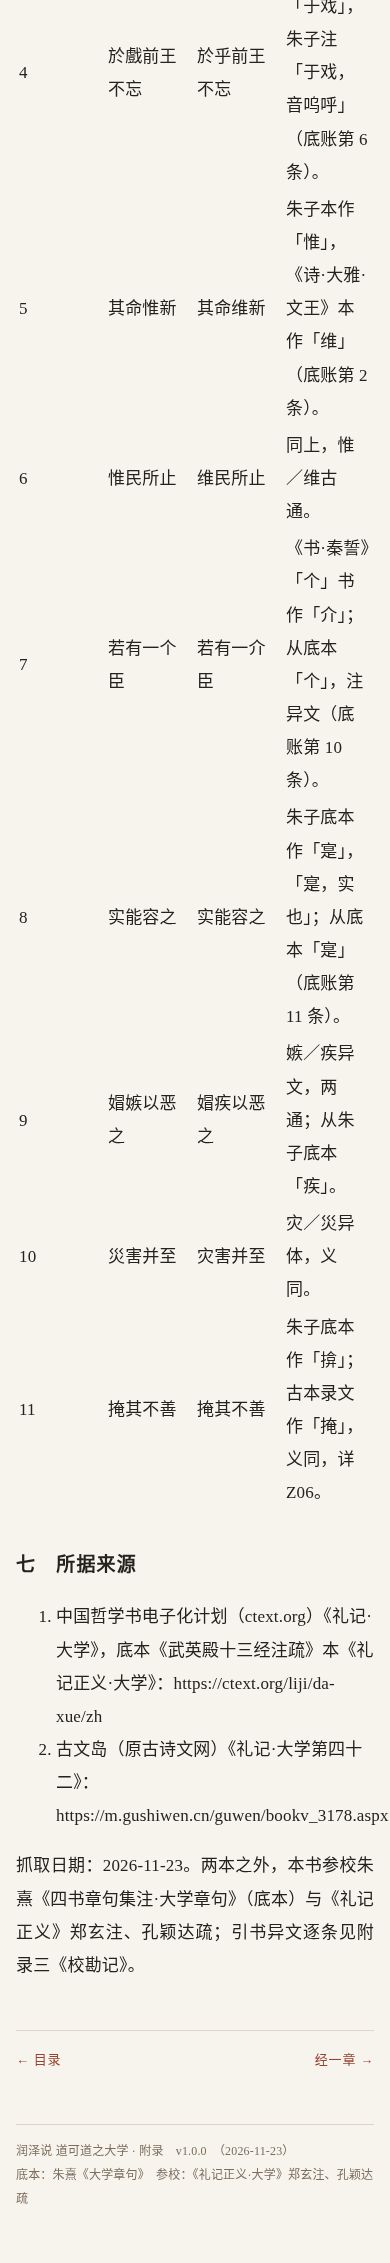 「于戏」，
朱子注
「于戏，
音呜呼」
（底账第 6
条）。
4
於戲前王
不忘
於乎前王
不忘
朱子本作
「惟」，
《诗·大雅·
文王》本
作「维」
（底账第 2
条）。
5
其命惟新
其命维新
同上，惟
／维古
通。
6
惟民所止
维民所止
《书·秦誓》
「个」书
作「介」；
从底本
「个」，注
异文（底
账第 10
条）。
7
若有一个
臣
若有一介
臣
朱子底本
作「寔」，
「寔，实
也」；从底
本「寔」
（底账第
11 条）。
8
实能容之
实能容之
嫉／疾异
文，两
通；从朱
子底本
「疾」。
9
媢嫉以恶
之
媢疾以恶
之
灾／災异
体，义
同。
10
災害并至
灾害并至
朱子底本
作「揜」；
古本录文
作「掩」，
义同，详
Z06。
11
掩其不善
掩其不善
七　所据来源
1. 中国哲学书电子化计划（ctext.org）《礼记·
大学》，底本《武英殿十三经注疏》本《礼
记正义·大学》：https://ctext.org/liji/da-
xue/zh
2. 古文岛（原古诗文网）《礼记·大学第四十
二》：
https://m.gushiwen.cn/guwen/bookv_3178.aspx
抓取日期：2026-11-23。两本之外，本书参校朱
熹《四书章句集注·大学章句》（底本）与《礼记
正义》郑玄注、孔颖达疏；引书异文逐条见附
录三《校勘记》。
← 目录
经一章 →
润泽说 道可道之大学 · 附录　v1.0.0　（2026-11-23）
底本：朱熹《大学章句》　参校：《礼记正义·大学》郑玄注、孔颖达
疏